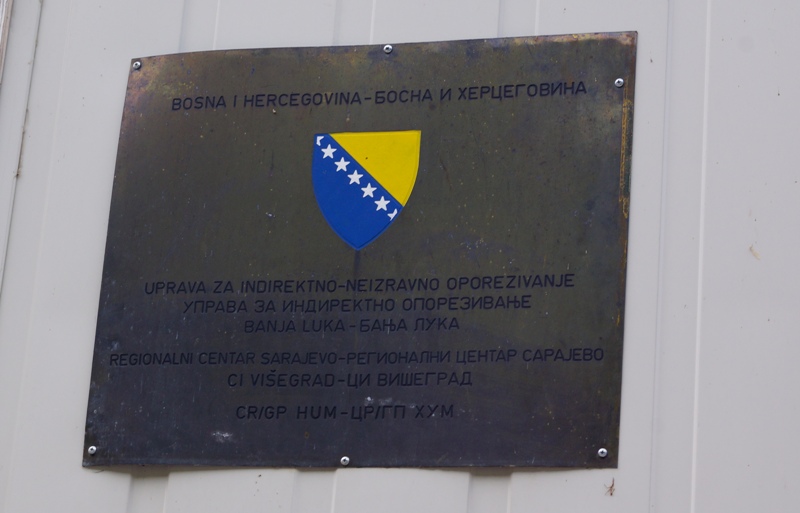 BOSNA I HERCEGOVINA-БОСНА И ХЕРЦЕГОВИНА
UPRAVA ZA INDIREKTNO-NEIZRAVNO OPOREZIVANJE
УПРАВА ЗА ИНДИРЕКТНО ОПОРЕЗИВАЊЕ
BANJA LUKA-БАЊА ЛУКА
REGIONALNI CENTAR SARAJEVO-РЕГИОНАЛНИ ЦЕНТАР САРАЈЕВО
CI VIŠEGRAD-ЦИ ВИШЕГРАД
CR/GP HUM-ЦР/ГП ХУМ